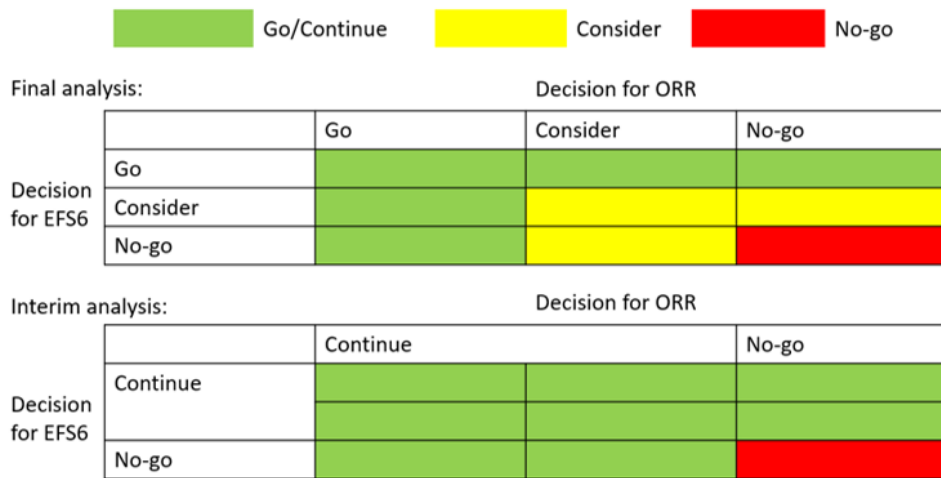 Go/Continue Consider No-go
Final analysis:
Decision for ORR
Go Consider No-go
Go
Decision
for EFS6
Consider
No-go
Interim analysis:
Decision for ORR
Continue No-go
Continue
Decision
for EFS6
No-go